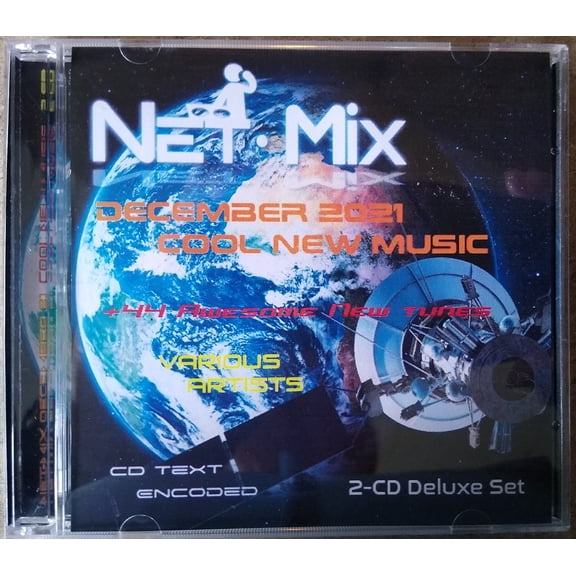 NET·MIX
DECEMBER 2021
COOL NEW MUSIC
+44 AWESOME NEW TUNES
VARIOUS
ARTISTS
CD TEXT
ENCODED
2-CD Deluxe Set